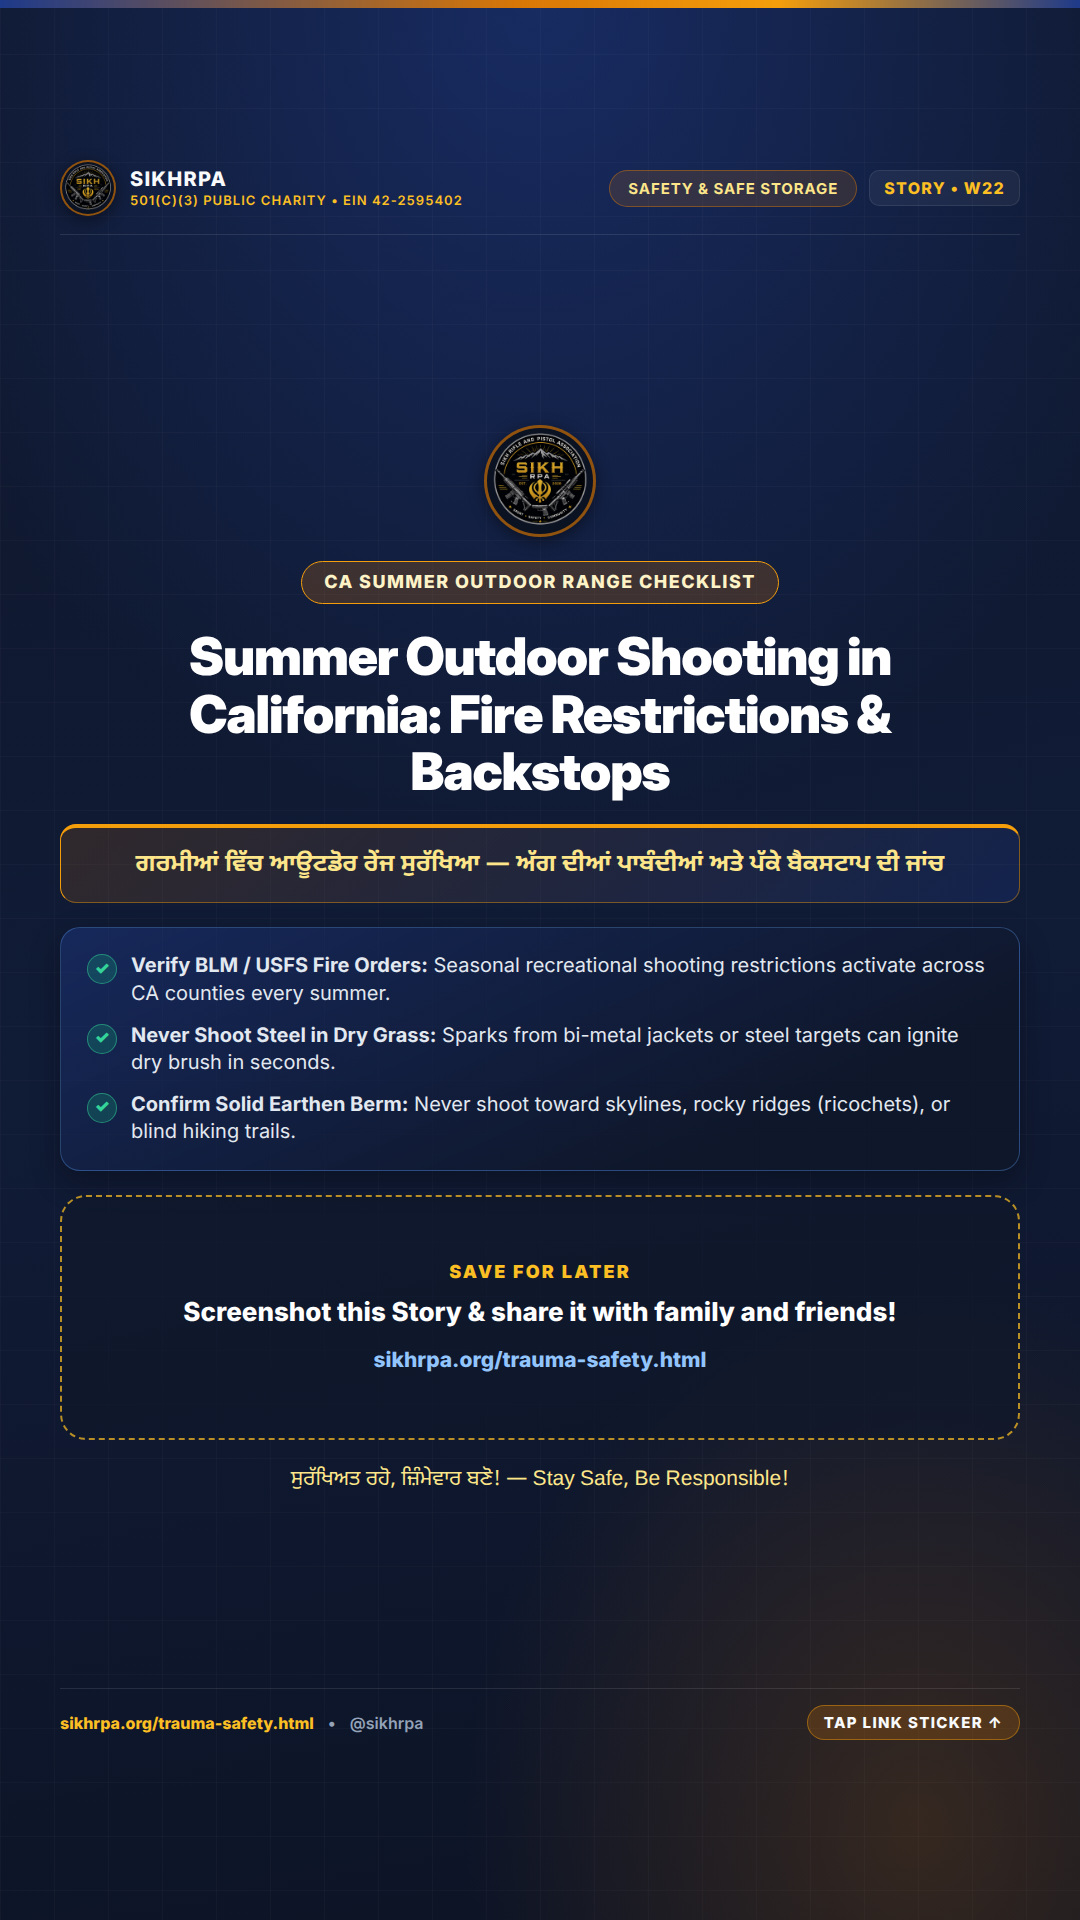 SIKHRPA
501(C)(3) PUBLIC CHARITY • EIN 42-2595402
SAFETY & SAFE STORAGE
STORY • W22
SIKH RIFLE AND PISTOL ASSOCIATION
SIKH
RPA
CA SUMMER OUTDOOR RANGE CHECKLIST
Summer Outdoor Shooting in
California: Fire Restrictions &
Backstops
ਗਰਮੀਆਂ ਵਿੱਚ ਆਊਟਡੋਰ ਰੇਂਜ ਸੁਰੱਖਿਆ — ਅੱਗ ਦੀਆਂ ਪਾਬੰਦੀਆਂ ਅਤੇ ਪੱਕੇ ਬੈਕਸਟਾਪ ਦੀ ਜਾਂਚ
Verify BLM / USFS Fire Orders: Seasonal recreational shooting restrictions activate across
CA counties every summer.
Never Shoot Steel in Dry Grass: Sparks from bi-metal jackets or steel targets can ignite
dry brush in seconds.
Confirm Solid Earthen Berm: Never shoot toward skylines, rocky ridges (ricochets), or
blind hiking trails.
SAVE FOR LATER
Screenshot this Story & share it with family and friends!
sikhrpa.org/trauma-safety.html
ਸੁਰੱਖਿਅਤ ਰਹੋ, ਜ਼ਿੰਮੇਵਾਰ ਬਣੋ! — Stay Safe, Be Responsible!
sikhrpa.org/trauma-safety.html • @sikhrpa
TAP LINK STICKER ↑